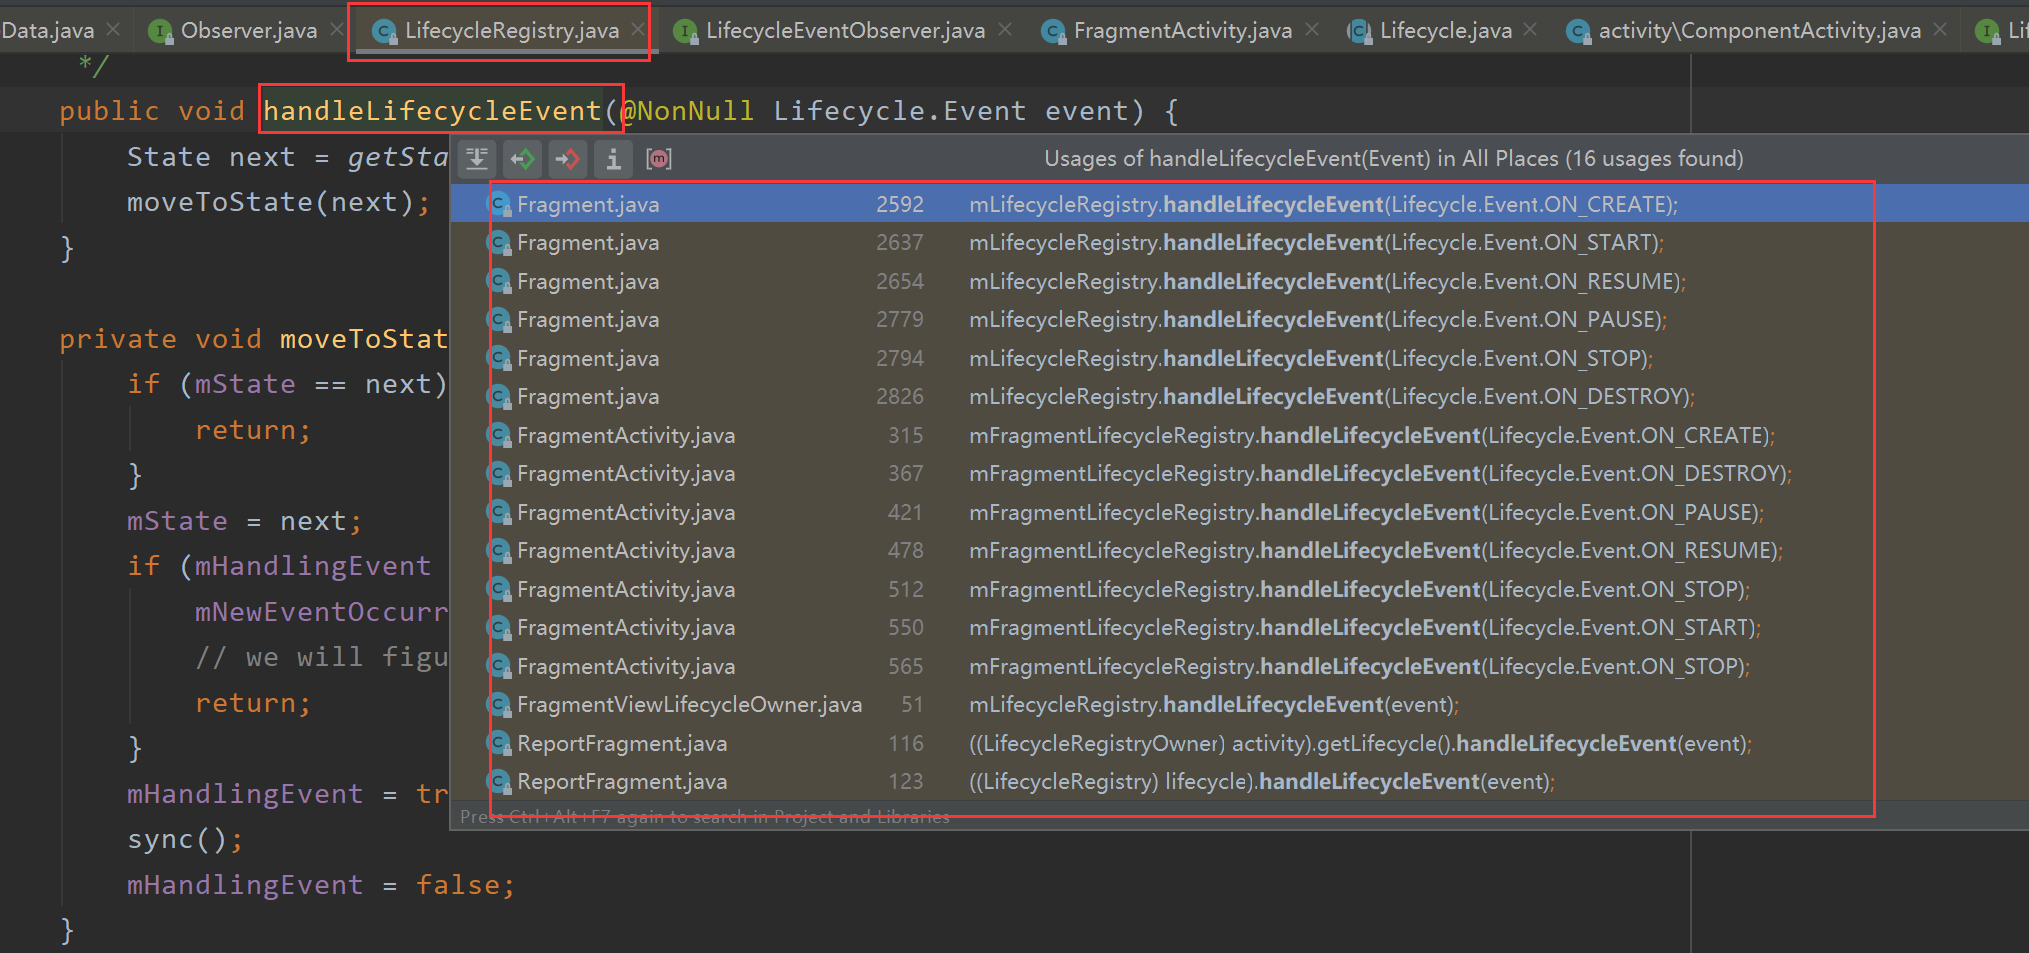 Data.java Observer.java LifecycleRegistry.java LifecycleEventObserver.java FragmentActivity.java Lifecycle.java activity\ComponentActivity.java
*/
public void handleLifecycleEvent(@NonNull Lifecycle.Event event) {
State next = getSta
moveToState(next);
}
private void moveToStat
if (mState == next)
return;
}
mState = next;
if (mHandlingEvent
mNewEventOccurr
// we will figu
return;
}
mHandlingEvent = tr
sync();
mHandlingEvent = false;
}
Usages of handleLifecycleEvent(Event) in All Places (16 usages found)
Fragment.java 2592 mLifecycleRegistry.handleLifecycleEvent(Lifecycle.Event.ON_CREATE);
Fragment.java 2637 mLifecycleRegistry.handleLifecycleEvent(Lifecycle.Event.ON_START);
Fragment.java 2654 mLifecycleRegistry.handleLifecycleEvent(Lifecycle.Event.ON_RESUME);
Fragment.java 2779 mLifecycleRegistry.handleLifecycleEvent(Lifecycle.Event.ON_PAUSE);
Fragment.java 2794 mLifecycleRegistry.handleLifecycleEvent(Lifecycle.Event.ON_STOP);
Fragment.java 2826 mLifecycleRegistry.handleLifecycleEvent(Lifecycle.Event.ON_DESTROY);
FragmentActivity.java 315 mFragmentLifecycleRegistry.handleLifecycleEvent(Lifecycle.Event.ON_CREATE);
FragmentActivity.java 367 mFragmentLifecycleRegistry.handleLifecycleEvent(Lifecycle.Event.ON_DESTROY);
FragmentActivity.java 421 mFragmentLifecycleRegistry.handleLifecycleEvent(Lifecycle.Event.ON_PAUSE);
FragmentActivity.java 478 mFragmentLifecycleRegistry.handleLifecycleEvent(Lifecycle.Event.ON_RESUME);
FragmentActivity.java 512 mFragmentLifecycleRegistry.handleLifecycleEvent(Lifecycle.Event.ON_STOP);
FragmentActivity.java 550 mFragmentLifecycleRegistry.handleLifecycleEvent(Lifecycle.Event.ON_START);
FragmentActivity.java 565 mFragmentLifecycleRegistry.handleLifecycleEvent(Lifecycle.Event.ON_STOP);
FragmentViewLifecycleOwner.java 51 mLifecycleRegistry.handleLifecycleEvent(event);
ReportFragment.java 116 ((LifecycleRegistryOwner) activity).getLifecycle().handleLifecycleEvent(event);
ReportFragment.java 123 ((LifecycleRegistry) lifecycle).handleLifecycleEvent(event);
Press Ctrl+Alt+F7 again to search in Project and Libraries